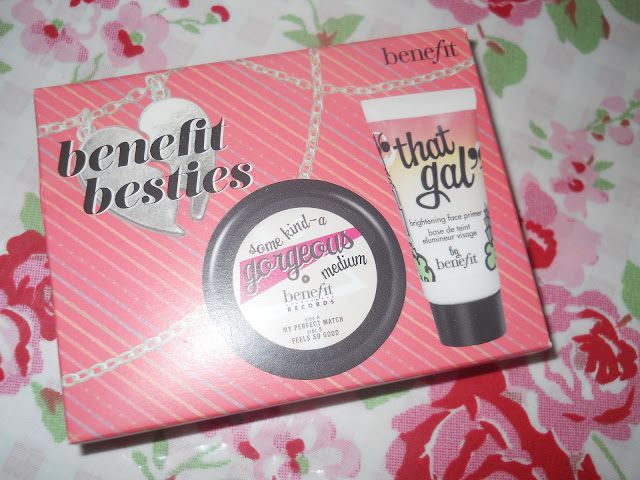 benefit
benefit
besties
some kind~a
gorgeous
medium
benefit
RECORDS
side A
MY PERFECT MATCH
side B
FEELS SO GOOD
"that
gal"
brightening face primer
base de teint
elumineur visage
by
benefit